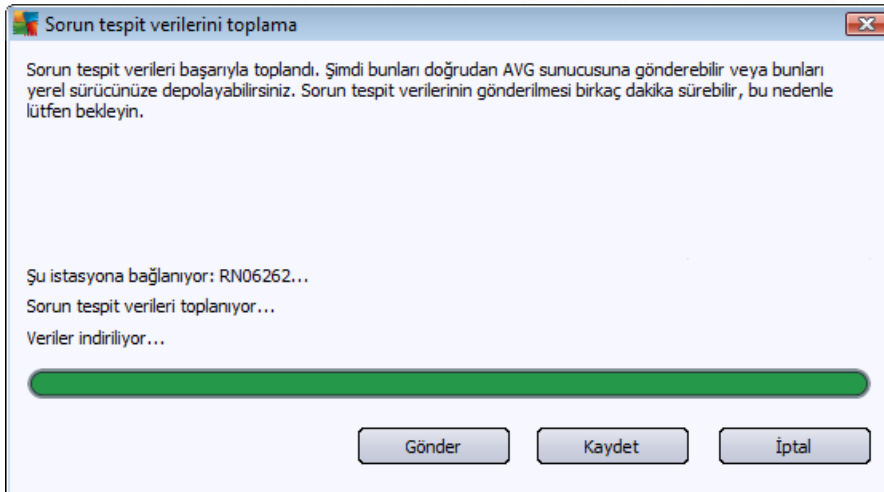 Sorun tespit verilerini toplama
Sorun tespit verileri başarıyla toplandı. Şimdi bunları doğrudan AVG sunucusuna gönderebilir veya bunları
yerel sürücünüze depolayabilirsiniz. Sorun tespit verilerinin gönderilmesi birkaç dakika sürebilir, bu nedenle
lütfen bekleyin.
Şu istasyona bağlanıyor: RN06262...
Sorun tespit verileri toplanıyor...
Veriler indiriliyor...
Gönder Kaydet İptal